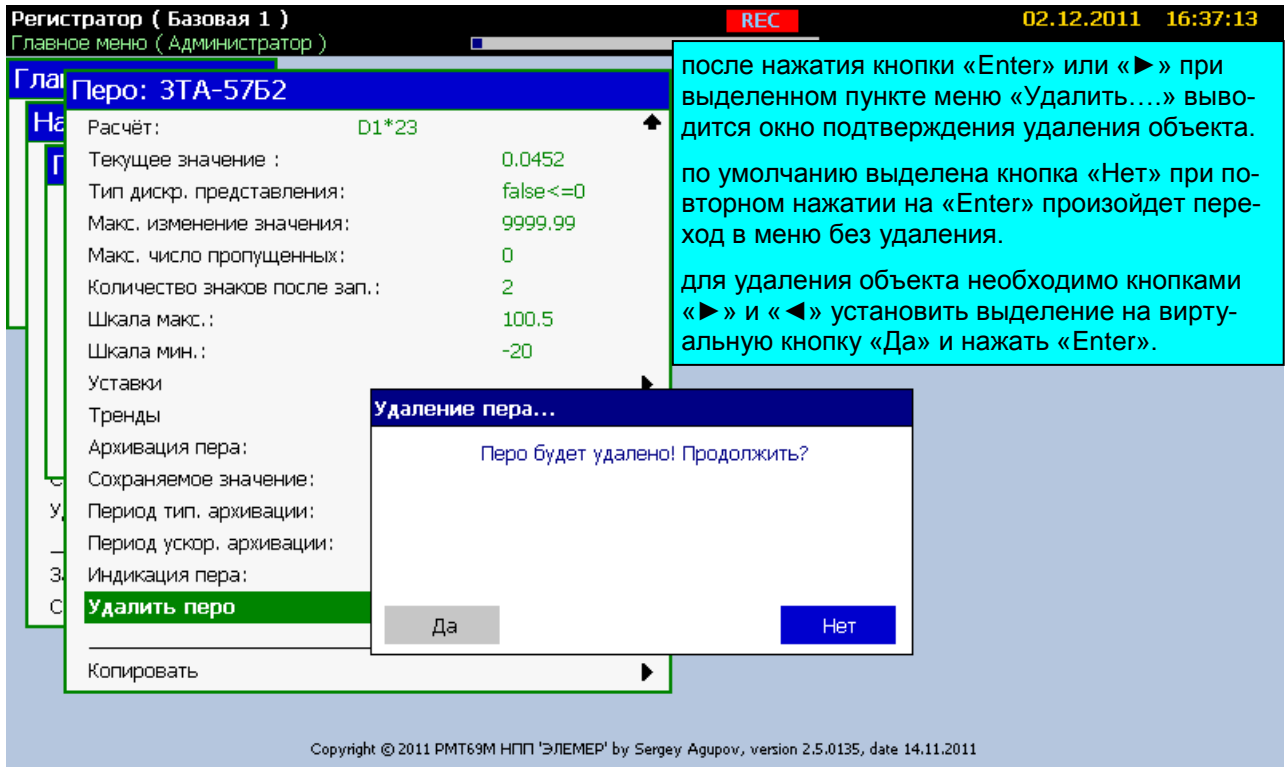 Регистратор ( Базовая 1 )
REC
02.12.2011 16:37:13
Главное меню ( Администратор )
после нажатия кнопки «Enter» или «►» при
выделенном пункте меню «Удалить….» выво-
дится окно подтверждения удаления объекта.
по умолчанию выделена кнопка «Нет» при по-
вторном нажатии на «Enter» произойдет пере-
ход в меню без удаления.
для удаления объекта необходимо кнопками
«►» и «◄» установить выделение на вирту-
альную кнопку «Да» и нажать «Enter».
Перо: 3ТА-57Б2
Расчёт: D1*23
Текущее значение : 0.0452
Тип дискр. представления: false<=0
Макс. изменение значения: 9999.99
Макс. число пропущенных: 0
Количество знаков после зап.: 2
Шкала макс.: 100.5
Шкала мин.: -20
Уставки
Тренды
Архивация пера:
Сохраняемое значение:
Период тип. архивации:
Период ускор. архивации:
Индикация пера:
Удалить перо
Копировать
Удаление пера...
Перо будет удалено! Продолжить?
Да
Нет
Copyright © 2011 РМТ69М НПП 'ЭЛЕМЕР' by Sergey Agupov, version 2.5.0135, date 14.11.2011